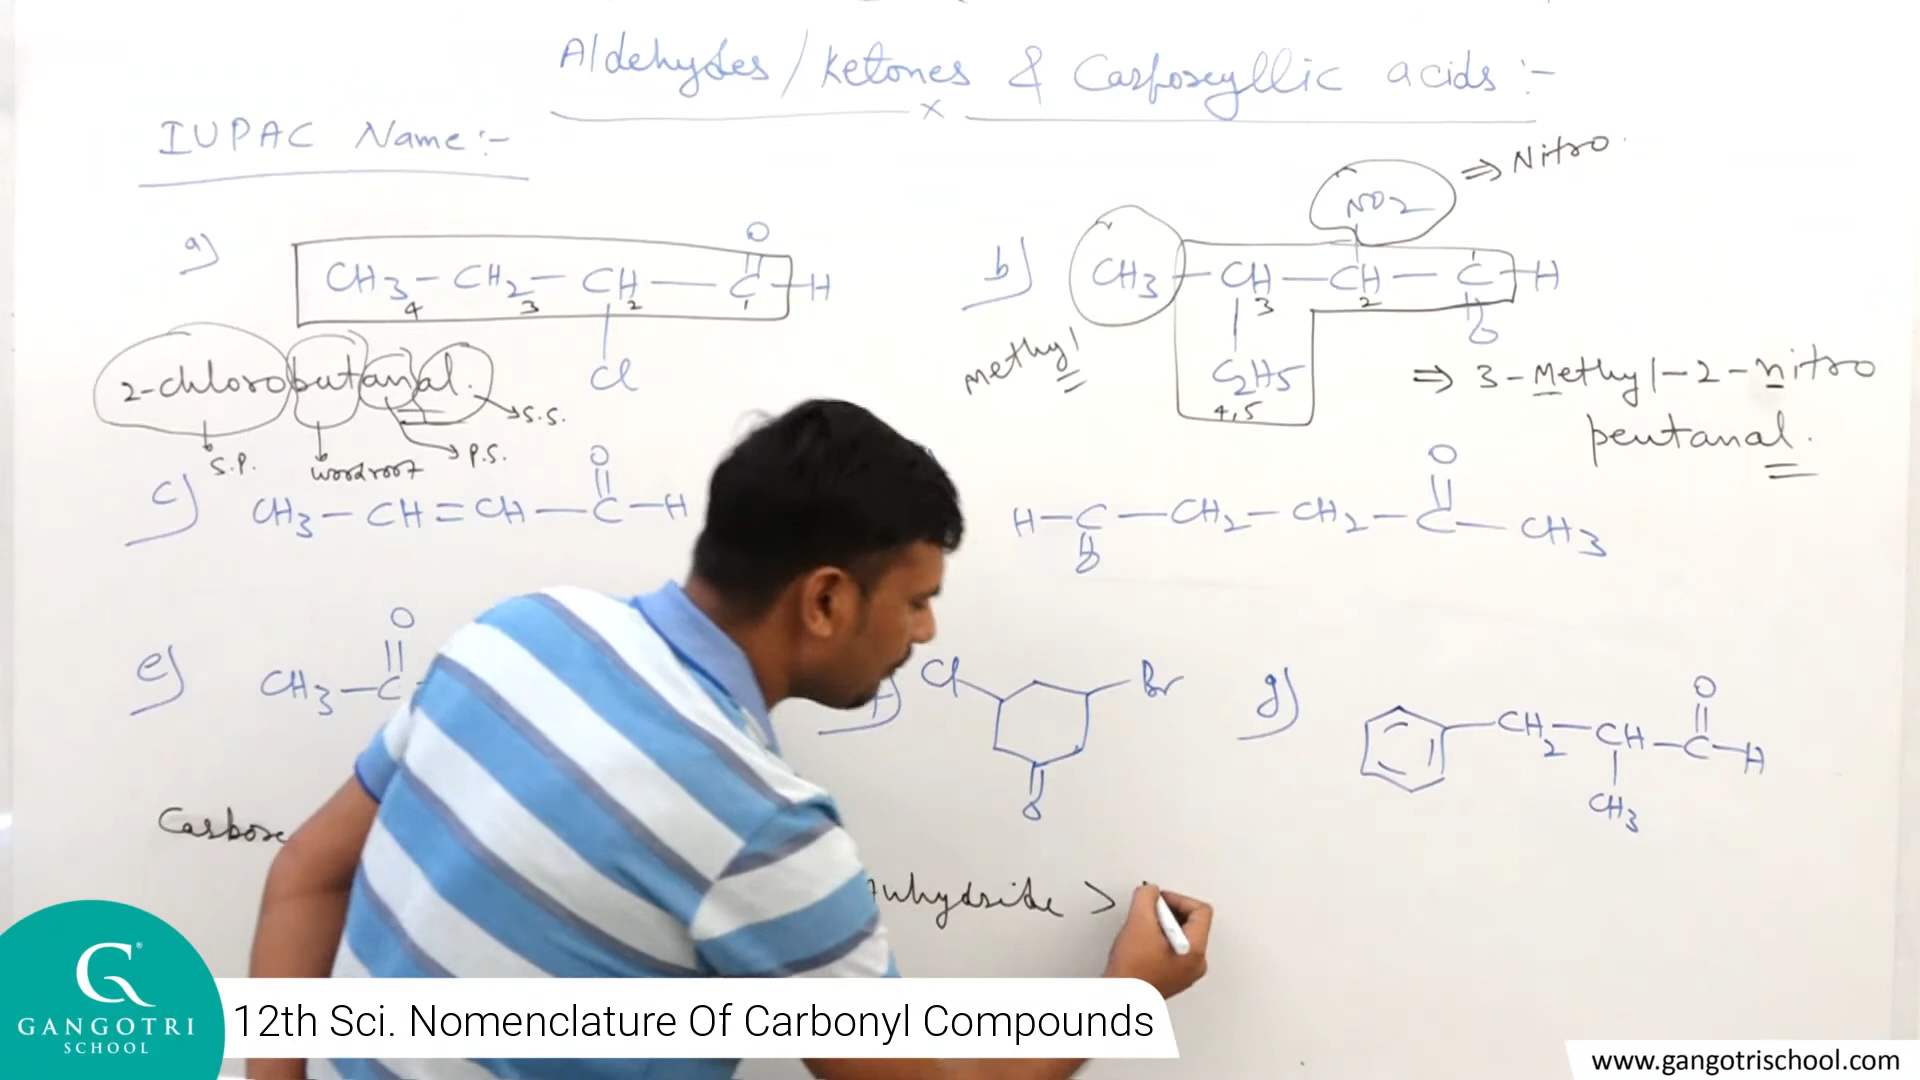 Aldehydes / Ketones & Carboxyllic acids :-
x
IUPAC Name :-
⇒ Nitro
a)
O
CH3 - CH2 - CH - C - H
4 3 2 1
Cl
2-chlorobutanal.
S.P.
wordroot
P.S.
S.S.
b)
NO2
CH3 - CH - CH - C - H
3 2 1
O
methyl
C2H5
4,5
⇒ 3-Methyl-2-nitro
pentanal.
c)
O
CH3 - CH = CH - C - H
O
H - C - CH2 - CH2 - C - CH3
O
e)
O
CH3 - C
Cl
Br
O
g)
O
CH2 - CH - C - H
CH3
Anhydride >
G
GANGOTRI
SCHOOL
12th Sci. Nomenclature Of Carbonyl Compounds
www.gangotrischool.com